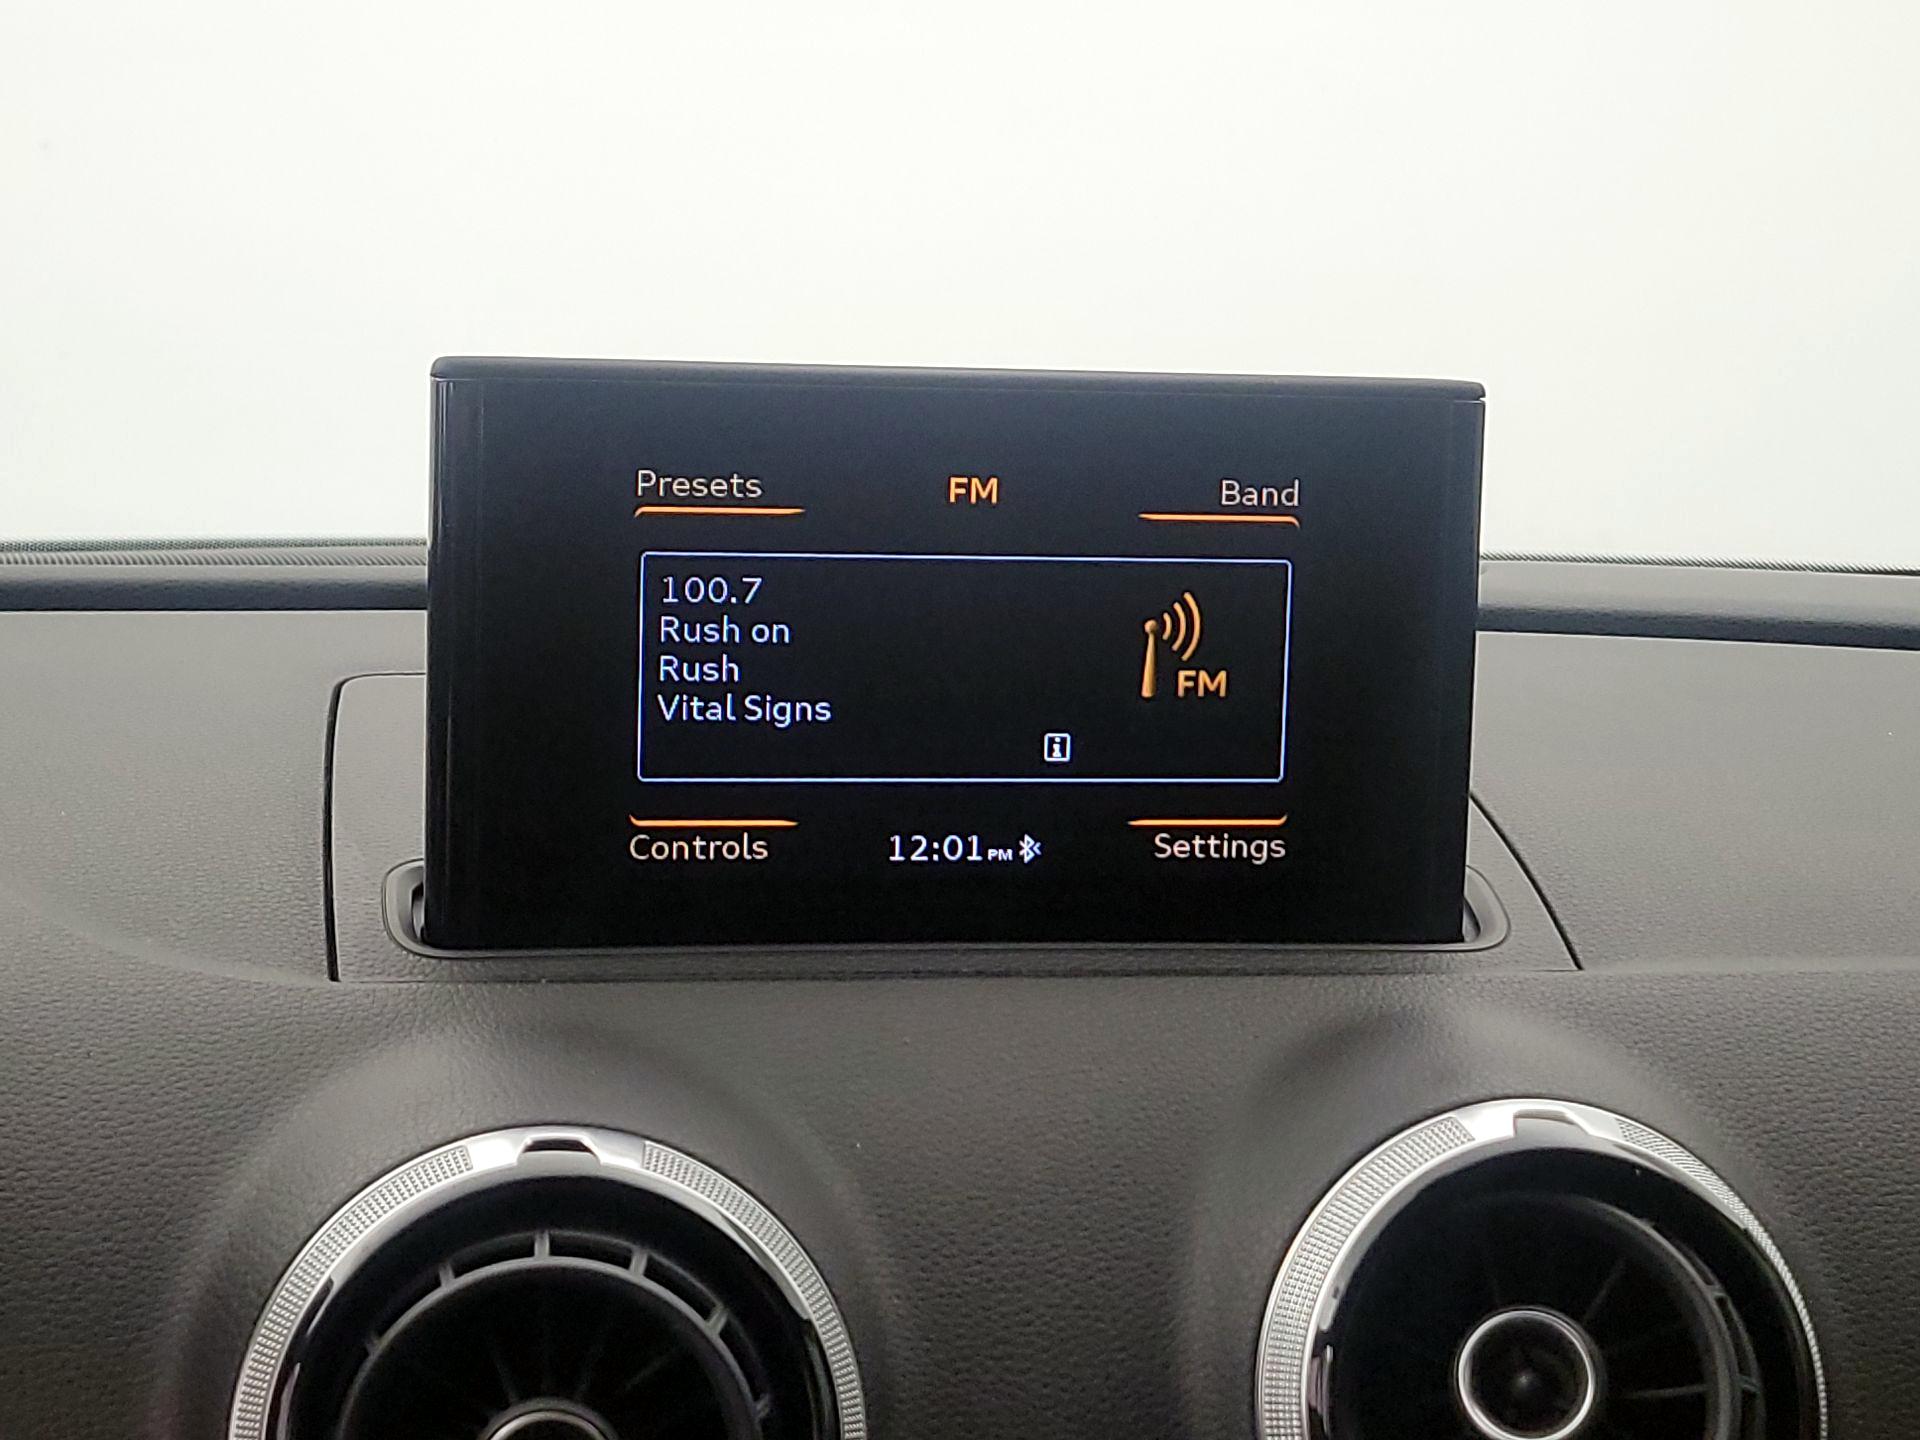 Presets FM Band
100.7
Rush on
Rush
Vital Signs
FM
Controls 12:01 PM Settings